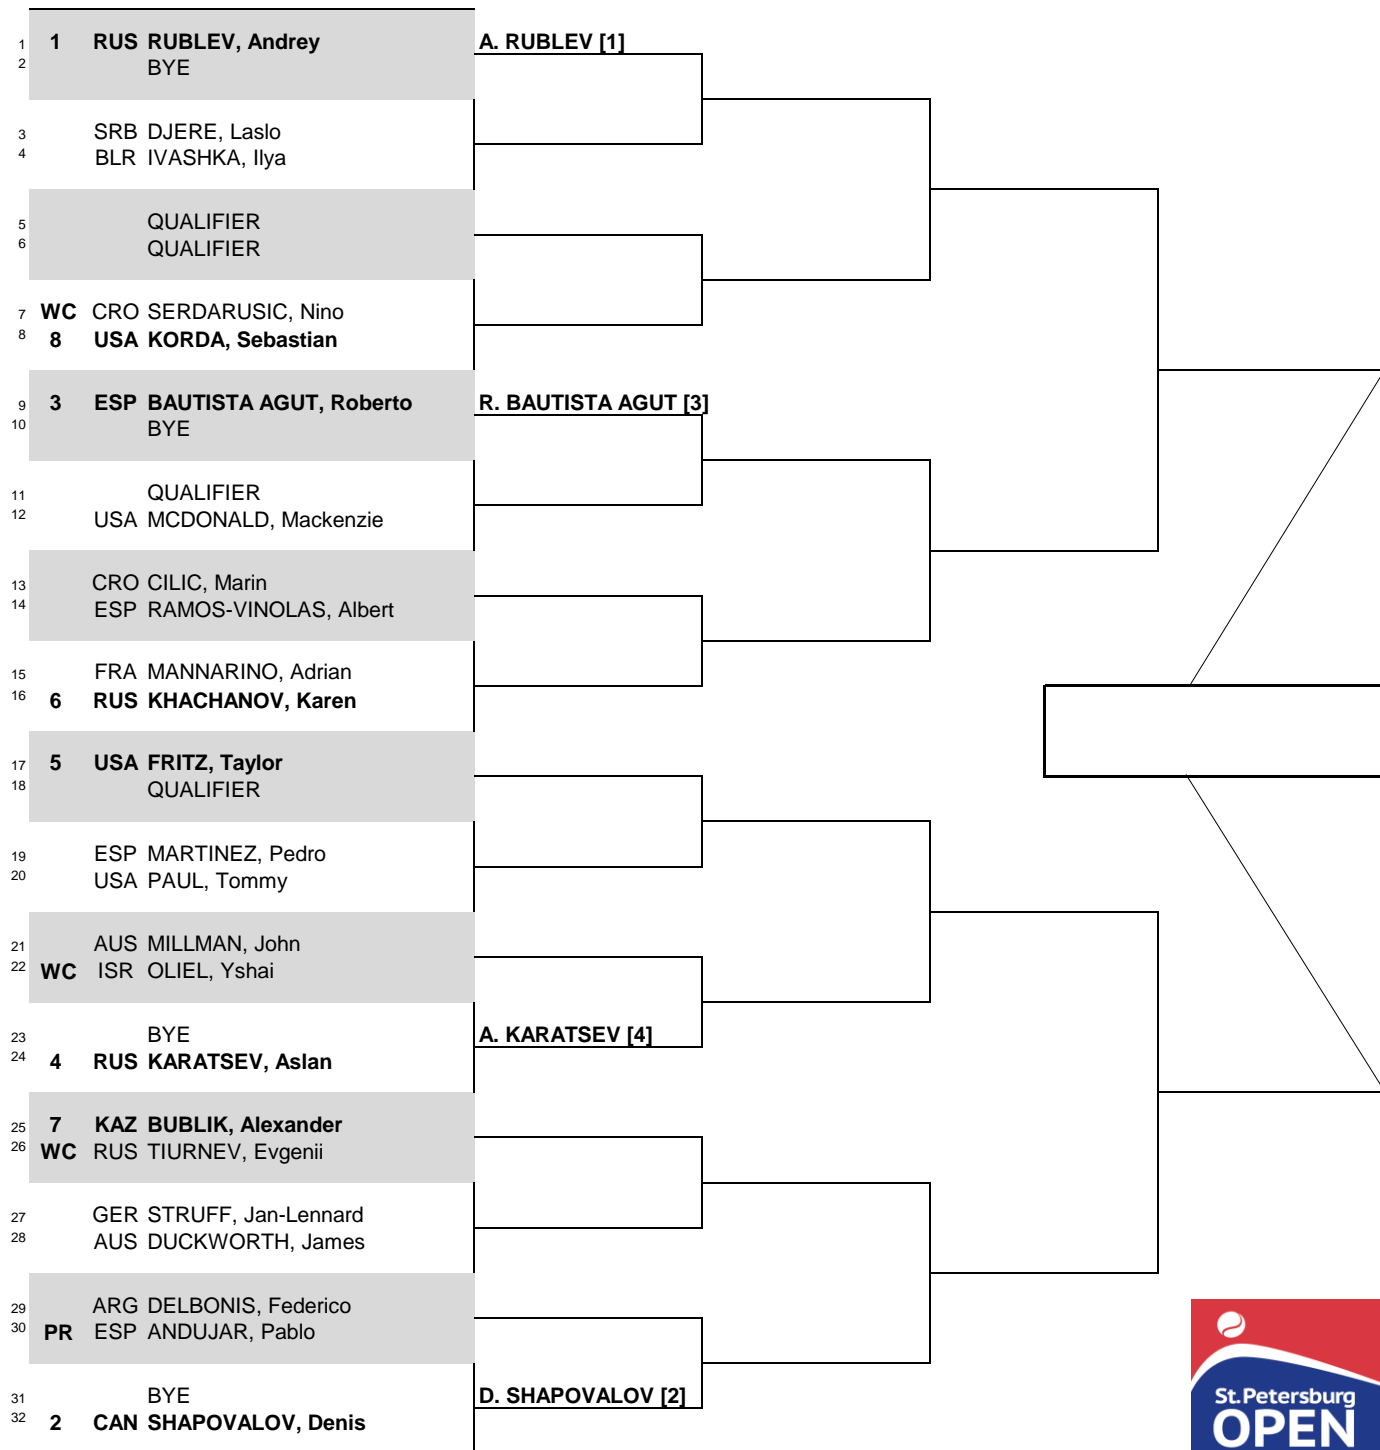 1 1 RUS RUBLEV, Andrey A. RUBLEV [1]
2 BYE
3 SRB DJERE, Laslo
4 BLR IVASHKA, Ilya
5 QUALIFIER
6 QUALIFIER
7 WC CRO SERDARUSIC, Nino
8 8 USA KORDA, Sebastian
9 3 ESP BAUTISTA AGUT, Roberto R. BAUTISTA AGUT [3]
10 BYE
11 QUALIFIER
12 USA MCDONALD, Mackenzie
13 CRO CILIC, Marin
14 ESP RAMOS-VINOLAS, Albert
15 FRA MANNARINO, Adrian
16 6 RUS KHACHANOV, Karen
17 5 USA FRITZ, Taylor
18 QUALIFIER
19 ESP MARTINEZ, Pedro
20 USA PAUL, Tommy
21 AUS MILLMAN, John
22 WC ISR OLIEL, Yshai
23 BYE A. KARATSEV [4]
24 4 RUS KARATSEV, Aslan
25 7 KAZ BUBLIK, Alexander
26 WC RUS TIURNEV, Evgenii
27 GER STRUFF, Jan-Lennard
28 AUS DUCKWORTH, James
29 ARG DELBONIS, Federico
30 PR ESP ANDUJAR, Pablo
31 BYE D. SHAPOVALOV [2]
32 2 CAN SHAPOVALOV, Denis
St.Petersburg
OPEN